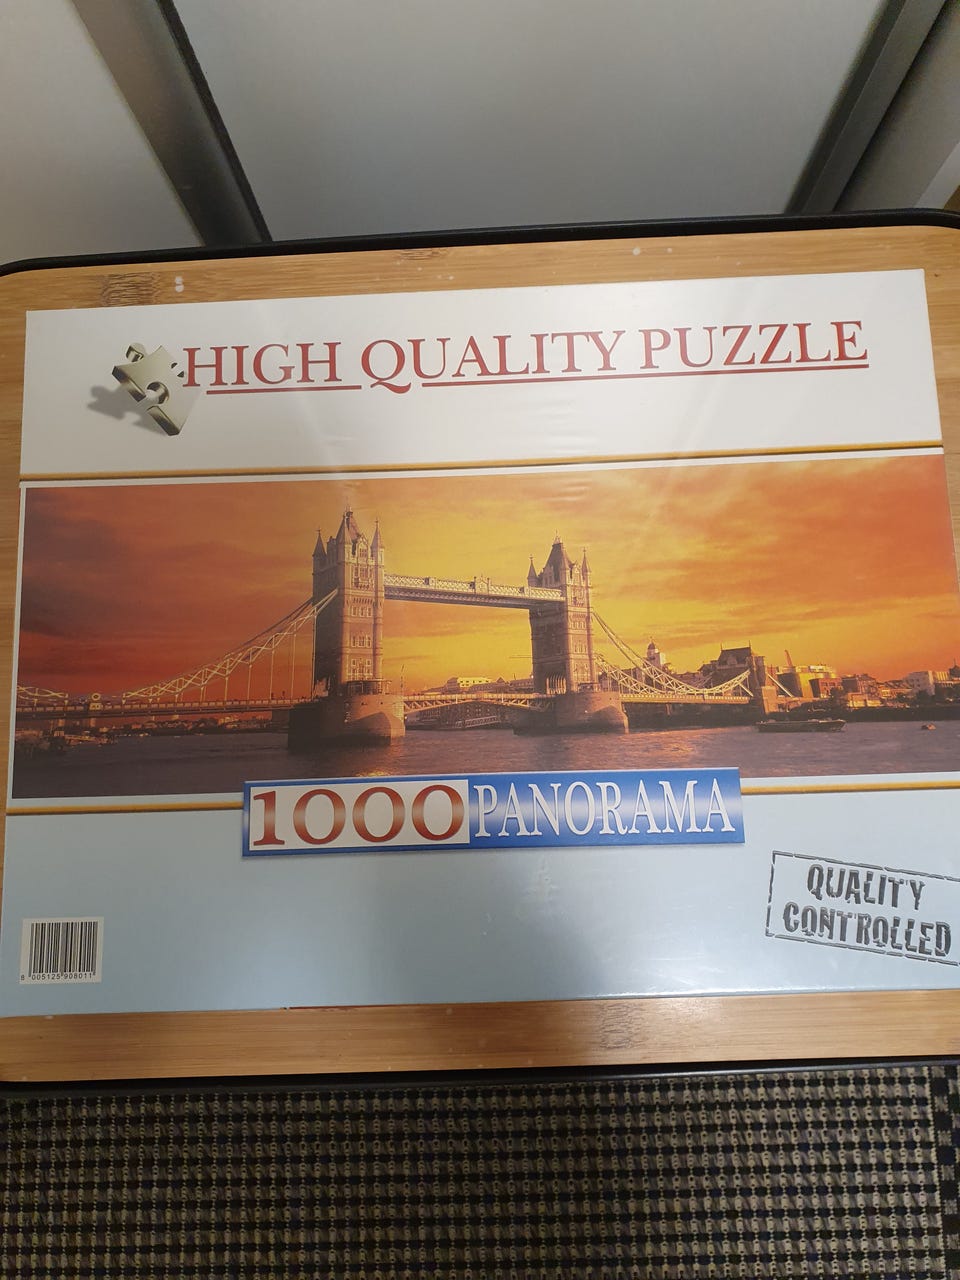 HIGH QUALITY PUZZLE
1000 PANORAMA
QUALITY
CONTROLLED
8 005125 908011